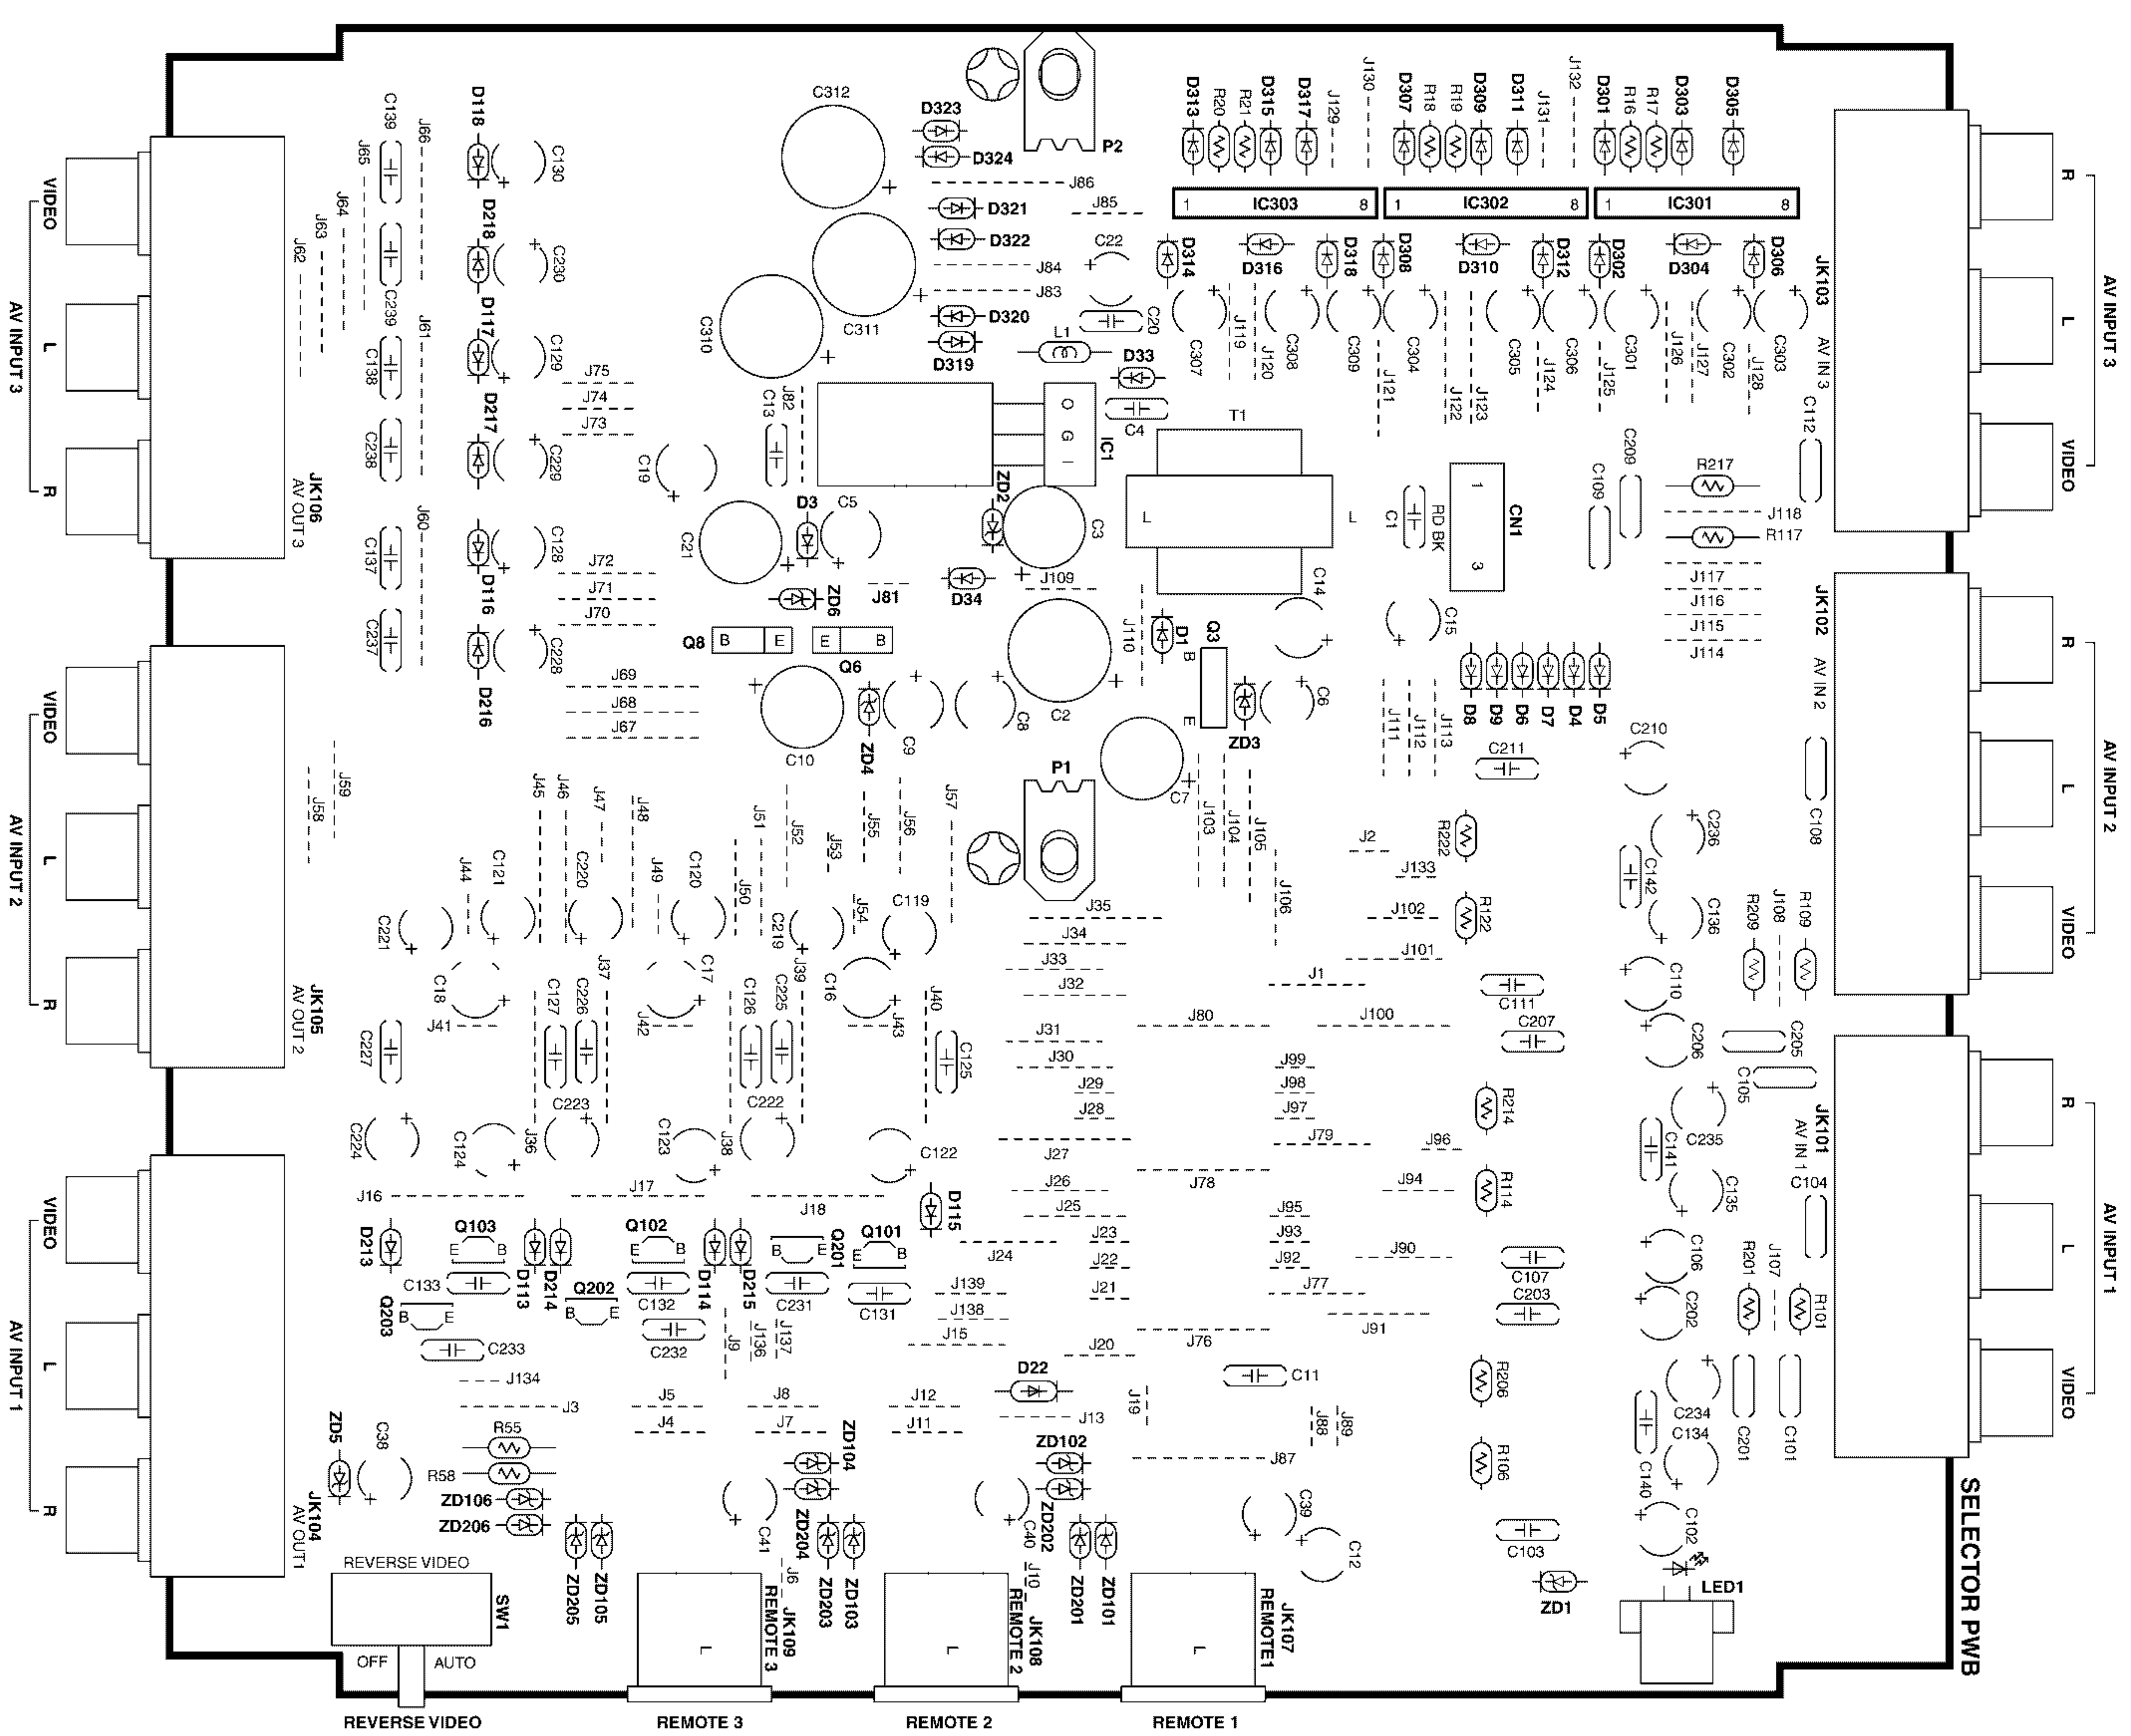 C312
D323
D324
P2
D313
R20
R21
D315
D317
J129
J130
D307
R18
R19
D309
D311
J131
J132
D301
R16
R17
D303
D305
J86
J85
1 IC303 8
1 IC302 8
1 IC301 8
D321
D322
C22
J84
J83
D314
D316
D318
D308
D310
D312
D302
D304
D306
JK103
AV IN 3
R
L
VIDEO
AV INPUT 3
C139
J65
J66
J64
J63
J62
D118
C130
D218
C230
C239
J61
D117
C129
C138
D217
C238
C229
VIDEO
L
R
AV INPUT 3
JK106
AV OUT 3
C311
C310
D320
D319
L1
C20
D33
C4
C307
J119
J120
C308
C309
J121
C304
J122
J123
C305
J124
C306
J125
C301
J126
J127
C302
J128
C303
C112
J75
J74
J73
J82
C13
O
G
I
IC1
T1
L
L
C1
RD BK
1
3
CN1
C209
C109
R217
J118
R117
J117
J116
J115
J114
C19
C21
D3
C5
ZD2
C3
J60
C137
C237
D116
C128
C228
D216
J72
J71
J70
ZD6
J81
D34
J109
C14
C15
Q8 B E
E B
Q6
J110
D1
Q3
B
E
ZD3
C6
D8
D9
D6
D7
D4
D5
JK102
AV IN 2
R
L
VIDEO
AV INPUT 2
J69
J68
J67
C10
ZD4
C9
C8
C2
C7
P1
J111
J112
J113
C211
C210
C108
VIDEO
L
R
AV INPUT 2
JK105
AV OUT 2
J59
J58
J45
J46
J47
J48
J51
J52
J53
J55
J56
J57
J103
J104
J105
J106
J2
R222
J133
J102
R122
J101
C236
C142
C136
R209
J108
R109
J44
C121
C220
J49
C120
J50
C219
J54
C119
J35
J34
J33
J32
J1
C221
C18
J37
C17
J39
C16
J40
C127
C226
C126
C225
J41
J42
J43
J31
J30
J29
J28
J80
J100
C111
C110
C207
C206
C205
C105
C227
C125
J99
J98
J97
J79
J96
R214
C235
C141
JK101
AV IN 1
C104
R
L
VIDEO
AV INPUT 1
C223
C222
C224
C124
J36
C123
J38
C122
J27
J78
J26
J25
J94
R114
C135
J16
J17
J18
D115
J23
J22
J21
J24
J95
J93
J92
J90
J77
J91
C107
C203
C106
C202
R201
J107
R101
VIDEO
L
R
AV INPUT 1
D213
Q103
E B
Q102
E B
Q201
B E
Q101
E B
C133
D113
D214
Q202
B E
C132
D114
D215
C231
C131
Q203
B E
C233
C232
J9
J136
J137
J139
J138
J15
J20
J76
J134
J3
J5
J4
J8
J7
J12
J11
D22
J13
J19
C11
J88
J89
J87
R206
R106
C234
C134
C201
C101
C140
C102
ZD5
C38
R55
R58
ZD106
ZD206
JK104
AV OUT1
ZD104
ZD204
C41
ZD102
ZD202
C40
C39
C12
C103
ZD205
ZD105
J6
ZD203
ZD103
J10
ZD201
ZD101
ZD1
LED1
REVERSE VIDEO
SW1
OFF
AUTO
L
JK109
REMOTE 3
L
JK108
REMOTE 2
L
JK107
REMOTE1
SELECTOR PWB
REVERSE VIDEO
REMOTE 3
REMOTE 2
REMOTE 1